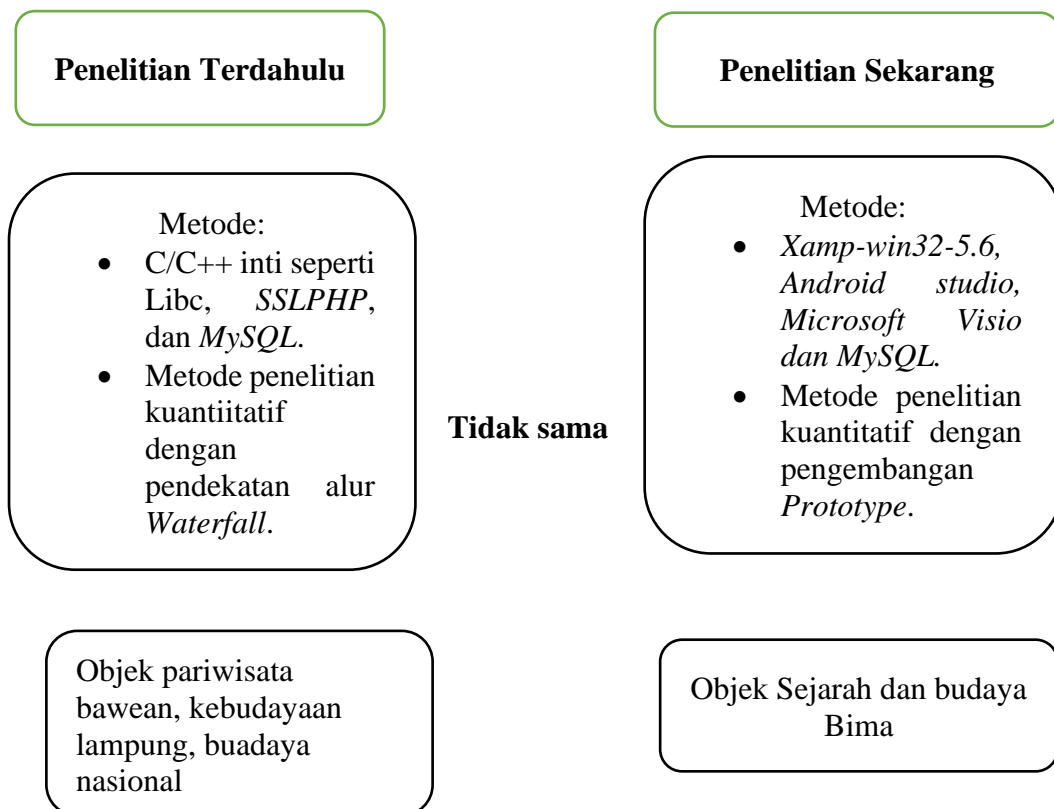 Penelitian Terdahulu
Penelitian Sekarang
Metode:
• C/C++ inti seperti
Libc, SSLPHP,
dan MySQL.
• Metode penelitian
kuantiitatif
dengan
pendekatan alur
Waterfall.
Tidak sama
Metode:
• Xamp-win32-5.6,
Android studio,
Microsoft Visio
dan MySQL.
• Metode penelitian
kuantitatif dengan
pengembangan
Prototype.
Objek pariwisata
bawean, kebudayaan
lampung, buadaya
nasional
Objek Sejarah dan budaya
Bima